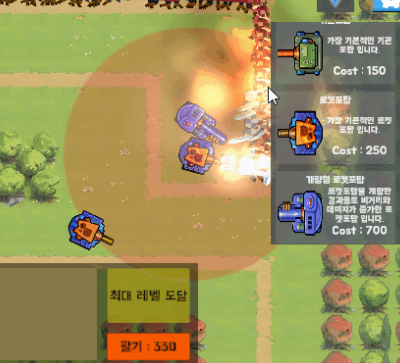 가장 기본적인 기관
포탑 입니다.
Cost : 150
로켓포탑
가장 기본적인 로켓
포탑 입니다.
Cost : 250
개량형 로켓포탑
로켓포탑을 개량한
결과물로 비거리와
데미지가 증가한 로
켓포탑 입니다.
Cost : 700
최대 레벨 도달
팔기 : 330